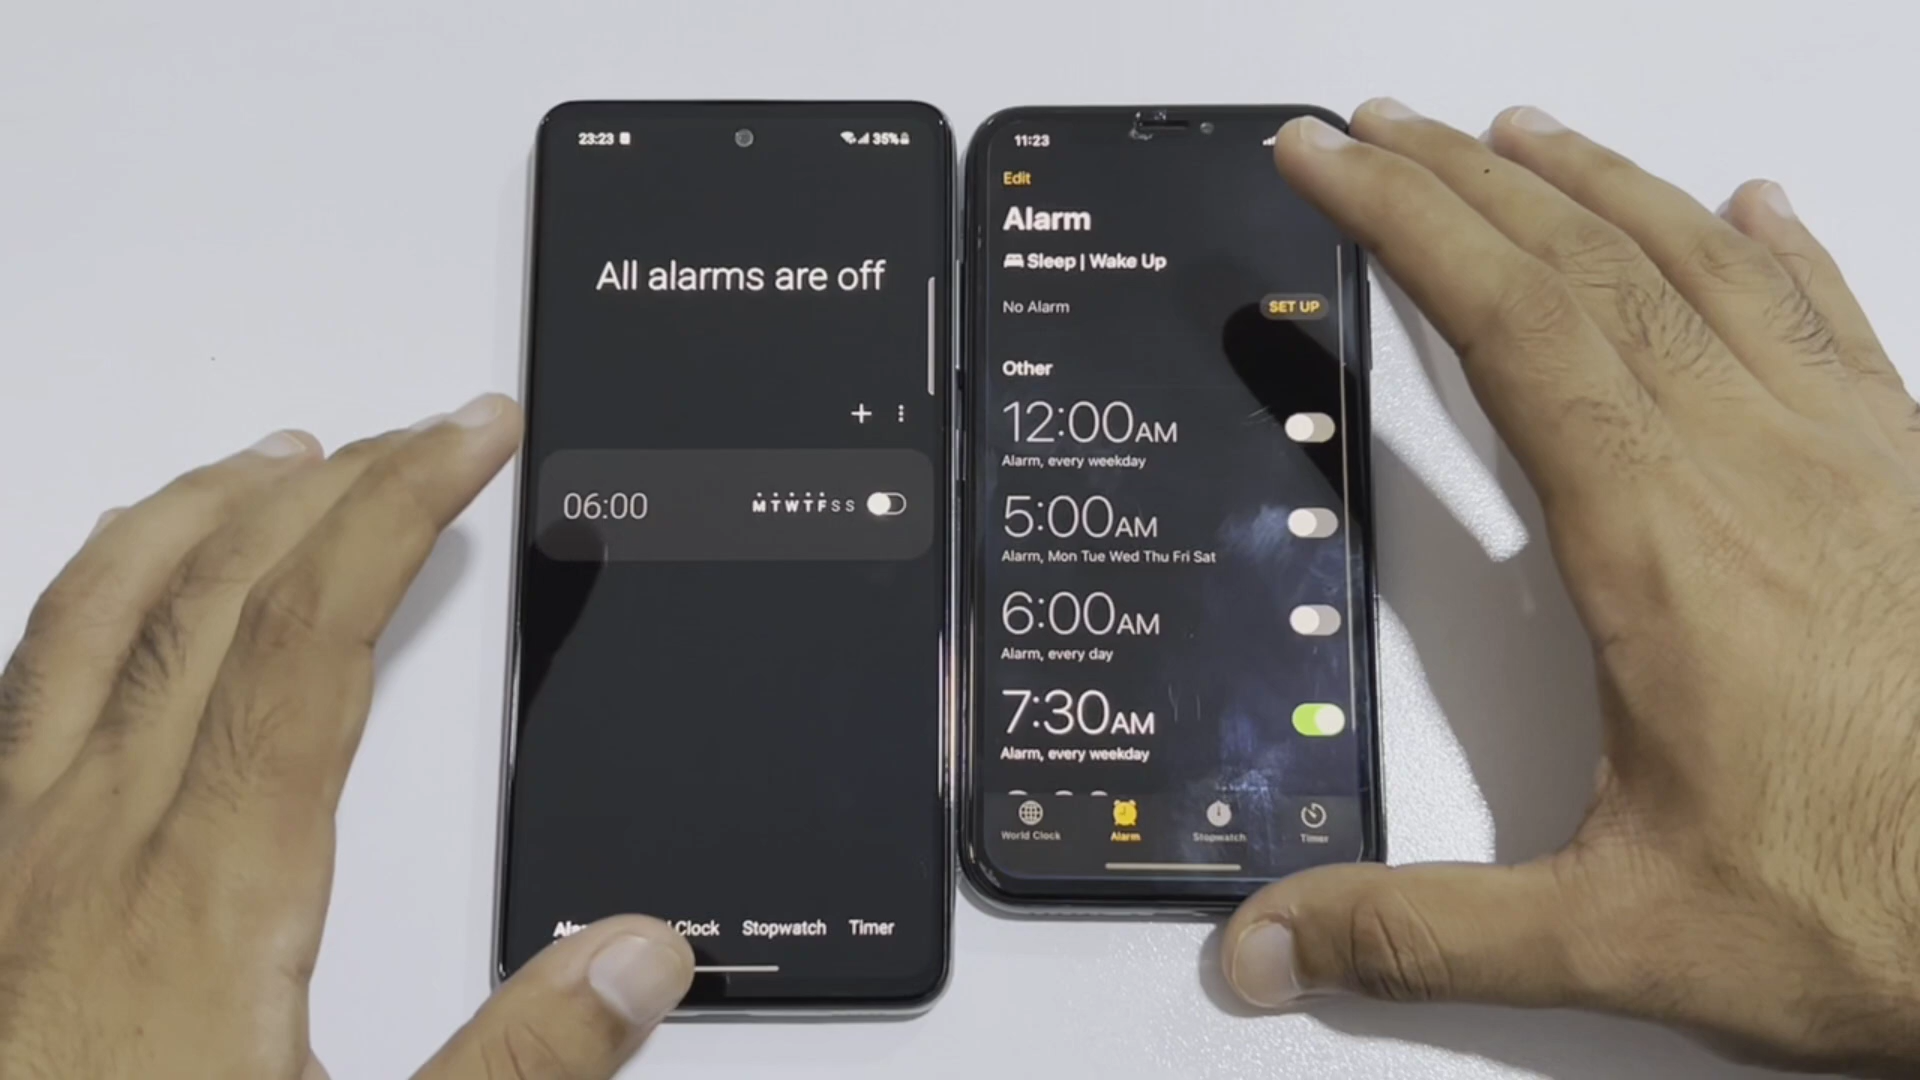 23:23
35%
All alarms are off
06:00 M T W T F S S
Clock Stopwatch Timer
11:23
Edit
Alarm
Sleep | Wake Up
No Alarm SET UP
Other
12:00AM
Alarm, every weekday
5:00AM
Alarm, Mon Tue Wed Thu Fri Sat
6:00AM
Alarm, every day
7:30AM
Alarm, every weekday
World Clock Alarm Stopwatch Timer